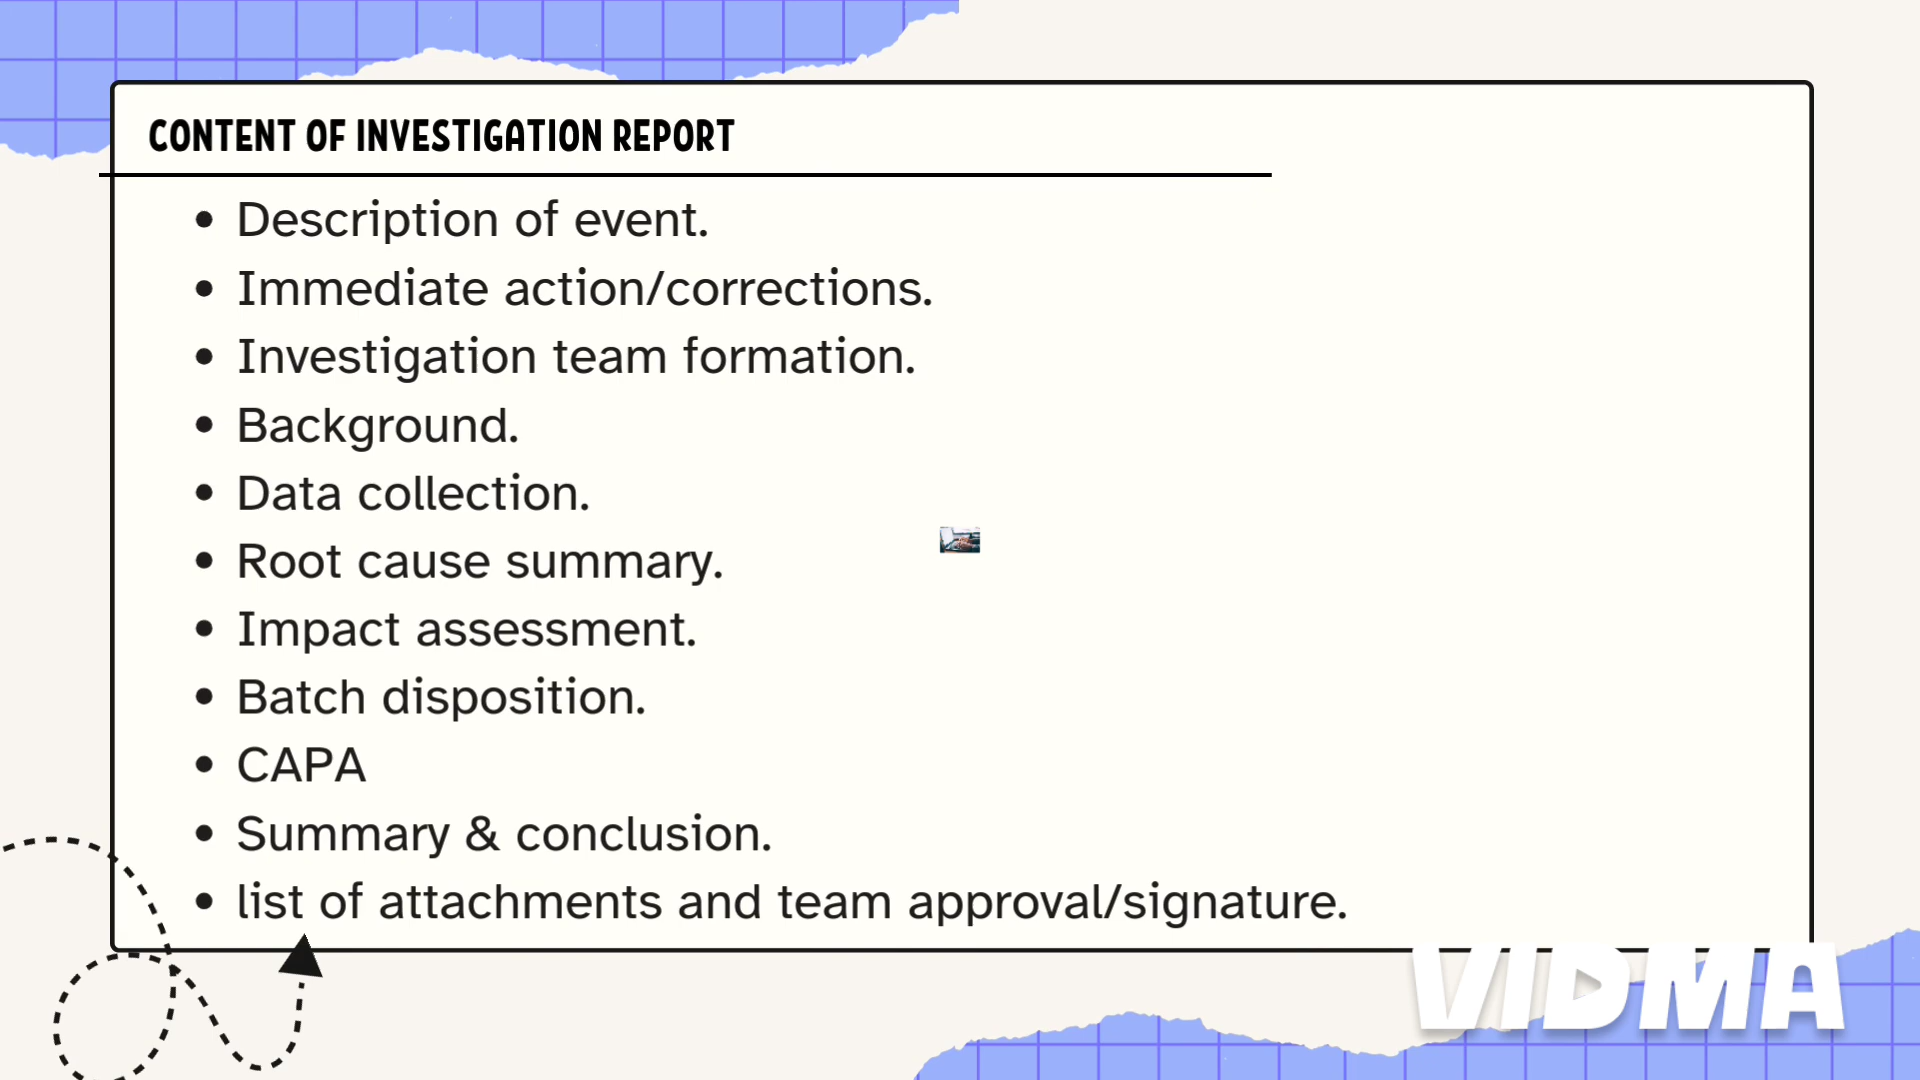 CONTENT OF INVESTIGATION REPORT
• Description of event.
• Immediate action/corrections.
• Investigation team formation.
• Background.
• Data collection.
• Root cause summary.
• Impact assessment.
• Batch disposition.
• CAPA
• Summary & conclusion.
• list of attachments and team approval/signature.
VIDMA